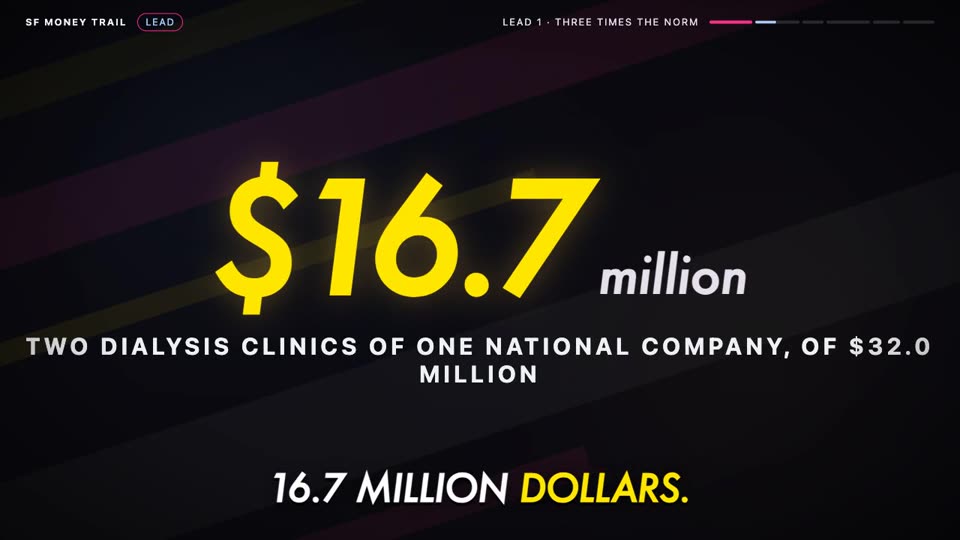 SF MONEY TRAIL LEAD
LEAD 1 · THREE TIMES THE NORM
$16.7 million
TWO DIALYSIS CLINICS OF ONE NATIONAL COMPANY, OF $32.0
MILLION
16.7 MILLION DOLLARS.